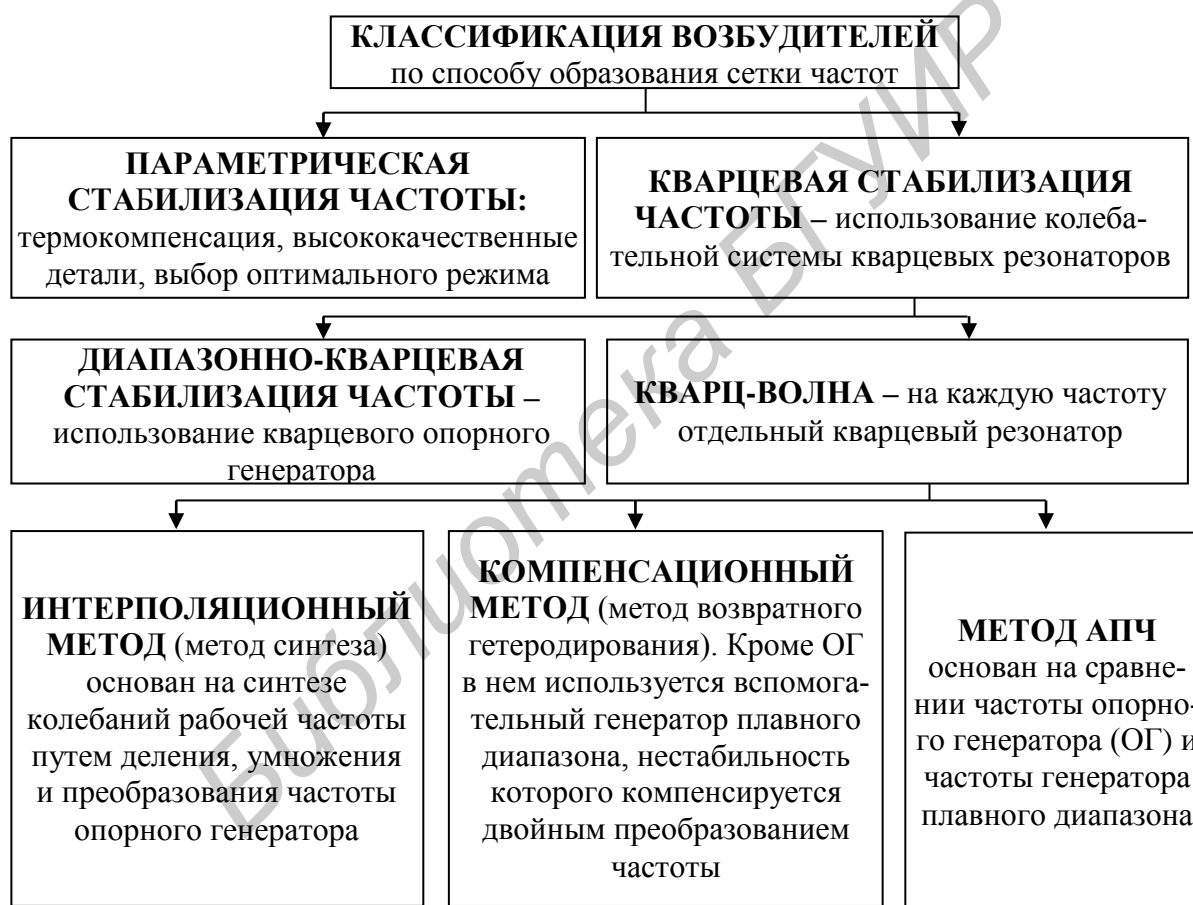 КЛАССИФИКАЦИЯ ВОЗБУДИТЕЛЕЙ
по способу образования сетки частот
ПАРАМЕТРИЧЕСКАЯ
СТАБИЛИЗАЦИЯ ЧАСТОТЫ:
термокомпенсация, высококачественные
детали, выбор оптимального режима
КВАРЦЕВАЯ СТАБИЛИЗАЦИЯ
ЧАСТОТЫ – использование колеба-
тельной системы кварцевых резонаторов
ДИАПАЗОННО-КВАРЦЕВАЯ
СТАБИЛИЗАЦИЯ ЧАСТОТЫ –
использование кварцевого опорного
генератора
КВАРЦ-ВОЛНА – на каждую частоту
отдельный кварцевый резонатор
ИНТЕРПОЛЯЦИОННЫЙ
МЕТОД (метод синтеза)
основан на синтезе
колебаний рабочей частоты
путем деления, умножения
и преобразования частоты
опорного генератора
КОМПЕНСАЦИОННЫЙ
МЕТОД (метод возвратного
гетеродирования). Кроме ОГ
в нем используется вспомога-
тельный генератор плавного
диапазона, нестабильность
которого компенсируется
двойным преобразованием
частоты
МЕТОД АПЧ
основан на сравне-
нии частоты опорно-
го генератора (ОГ) и
частоты генератора
плавного диапазона
Библиотека БГУИР